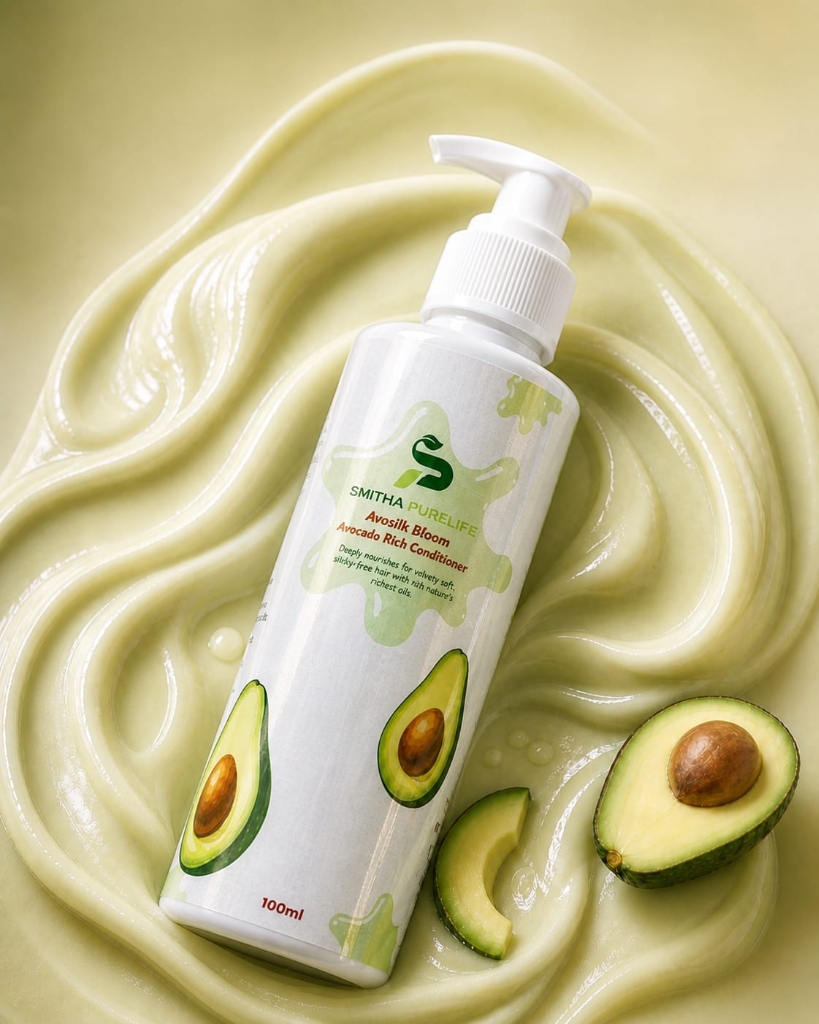 SMITHA PURELIFE
Avosilk Bloom
Avocado Rich Conditioner
Deeply nourishes for velvety soft,
silrky-free hair with rich nature's
richest oils.
100ml